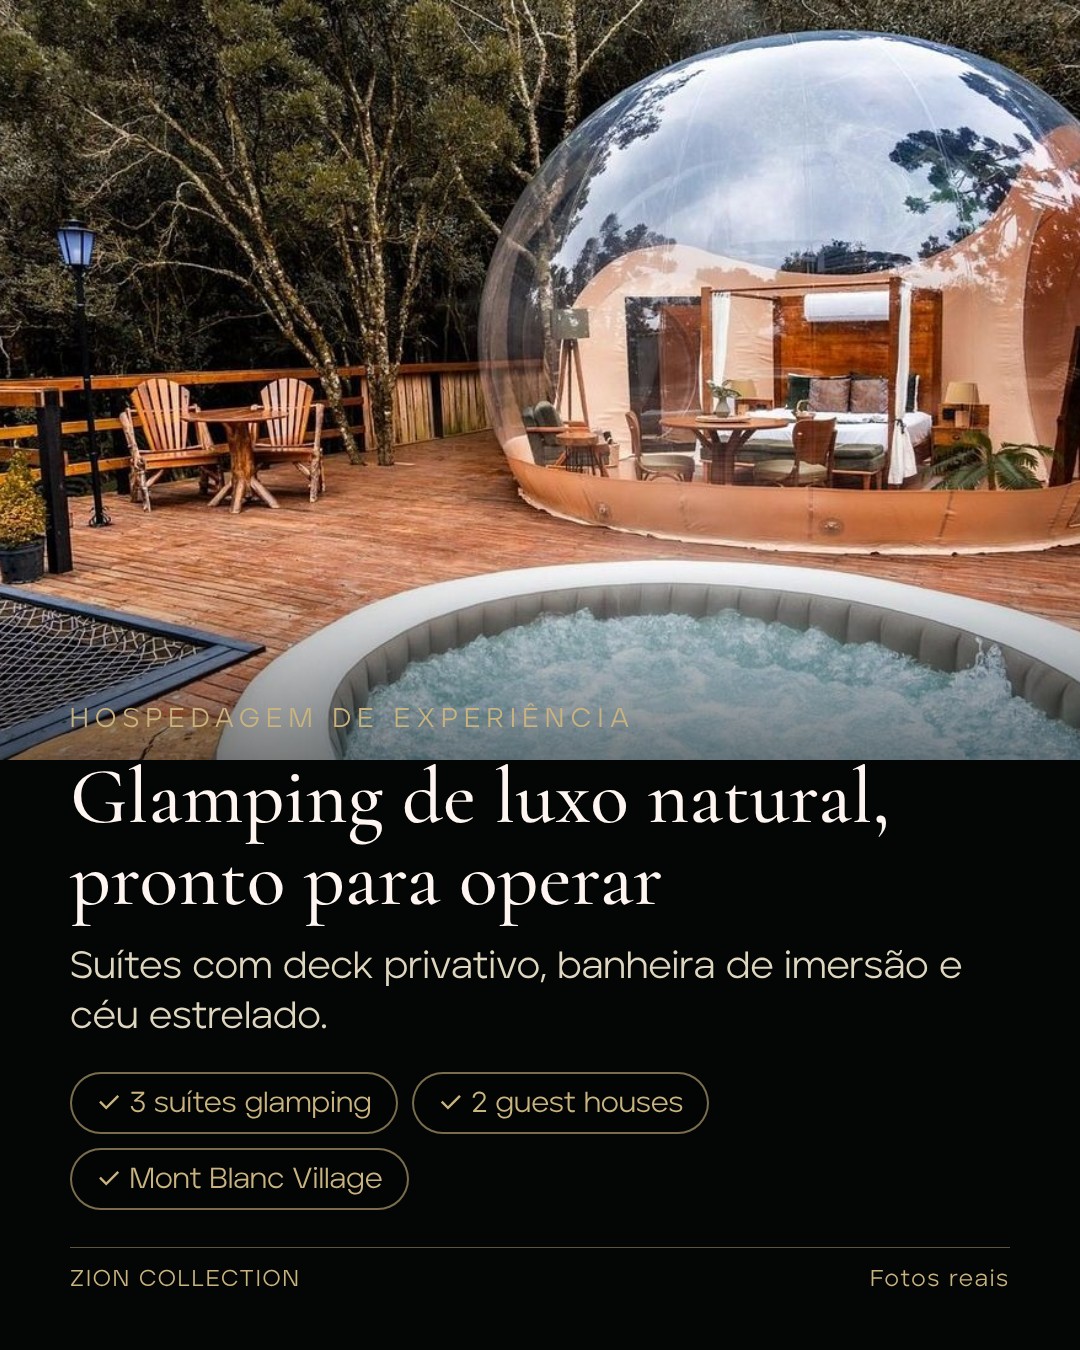 HOSPEDAGEM DE EXPERIÊNCIA
Glamping de luxo natural,
pronto para operar
Suítes com deck privativo, banheira de imersão e
céu estrelado.
✓ 3 suítes glamping
✓ 2 guest houses
✓ Mont Blanc Village
ZION COLLECTION
Fotos reais